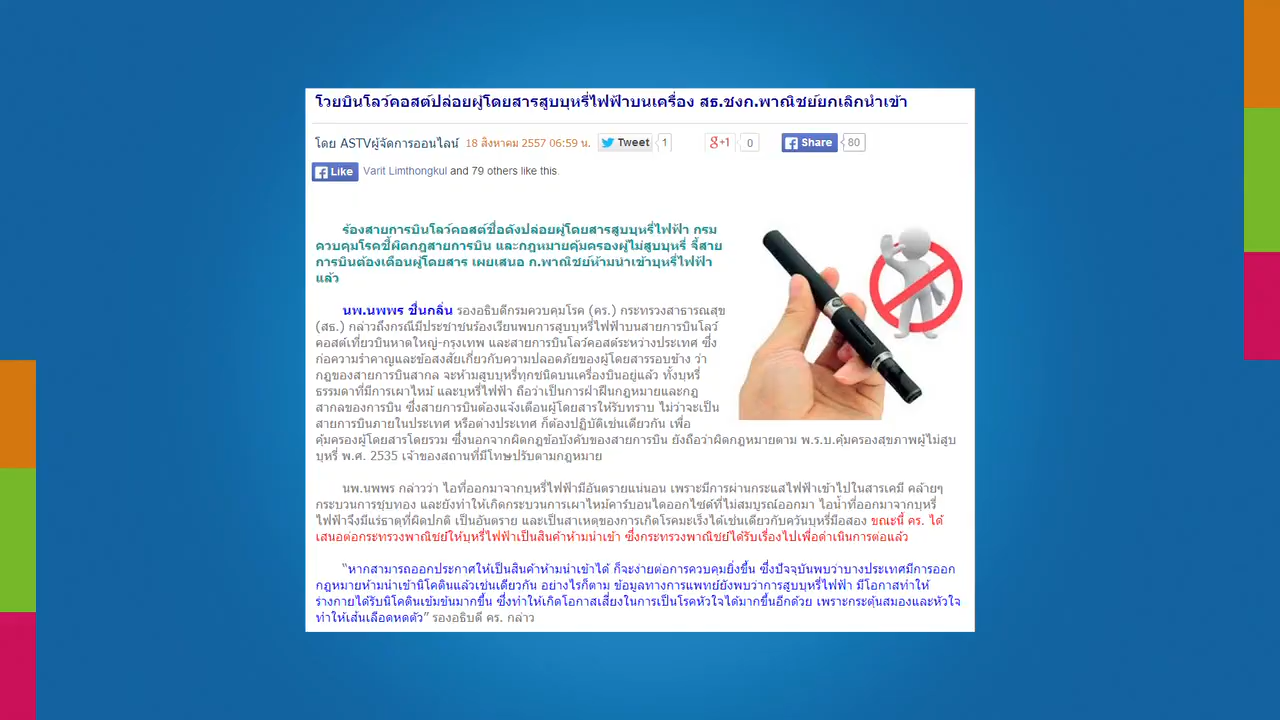 โวยบินโลว์คอสต์ปล่อยผู้โดยสารสูบบุหรี่ไฟฟ้าบนเครื่อง สธ.ชงก.พาณิชย์ยกเลิกนำเข้า
โดย ASTVผู้จัดการออนไลน์ 18 สิงหาคม 2557 06:59 น. Tweet 1 g+1 0 Share 80
Like Varit Limthongkul and 79 others like this.
ร้องสายการบินโลว์คอสต์ชื่อดังปล่อยผู้โดยสารสูบบุหรี่ไฟฟ้า กรม
ควบคุมโรคชี้ผิดกฎสายการบิน และกฎหมายคุ้มครองผู้ไม่สูบบุหรี่ จี้สาย
การบินต้องเตือนผู้โดยสาร เผยเสนอ ก.พาณิชย์ห้ามนำเข้าบุหรี่ไฟฟ้า
แล้ว
นพ.นพพร ชื่นกลิ่น รองอธิบดีกรมควบคุมโรค (คร.) กระทรวงสาธารณสุข
(สธ.) กล่าวถึงกรณีมีประชาชนร้องเรียนพบการสูบบุหรี่ไฟฟ้าบนสายการบินโลว์
คอสต์เที่ยวบินหาดใหญ่-กรุงเทพ และสายการบินโลว์คอสต์ระหว่างประเทศ ซึ่ง
ก่อความรำคาญและข้อสงสัยเกี่ยวกับความปลอดภัยของผู้โดยสารรอบข้าง ว่า
กฎของสายการบินสากล จะห้ามสูบบุหรี่ทุกชนิดบนเครื่องบินอยู่แล้ว ทั้งบุหรี่
ธรรมดาที่มีการเผาไหม้ และบุหรี่ไฟฟ้า ถือว่าเป็นการฝ่าฝืนกฎหมายและกฎ
สากลของการบิน ซึ่งสายการบินต้องแจ้งเตือนผู้โดยสารให้รับทราบ ไม่ว่าจะเป็น
สายการบินภายในประเทศ หรือต่างประเทศ ก็ต้องปฏิบัติเช่นเดียวกัน เพื่อ
คุ้มครองผู้โดยสารโดยรวม ซึ่งนอกจากผิดกฎข้อบังคับของสายการบิน ยังถือว่าผิดกฎหมายตาม พ.ร.บ.คุ้มครองสุขภาพผู้ไม่สูบ
บุหรี่ พ.ศ. 2535 เจ้าของสถานที่มีโทษปรับตามกฎหมาย
นพ.นพพร กล่าวว่า ไอที่ออกมาจากบุหรี่ไฟฟ้ามีอันตรายแน่นอน เพราะมีการผ่านกระแสไฟฟ้าเข้าไปในสารเคมี คล้ายๆ
กระบวนการชุบทอง และยังทำให้เกิดกระบวนการเผาไหม้คาร์บอนไดออกไซด์ที่ไม่สมบูรณ์ออกมา ไอน้ำที่ออกมาจากบุหรี่
ไฟฟ้าจึงมีแร่ธาตุที่ผิดปกติ เป็นอันตราย และเป็นสาเหตุของการเกิดโรคมะเร็งได้เช่นเดียวกับควันบุหรี่มือสอง ขณะนี้ คร. ได้
เสนอต่อกระทรวงพาณิชย์ให้บุหรี่ไฟฟ้าเป็นสินค้าห้ามนำเข้า ซึ่งกระทรวงพาณิชย์ได้รับเรื่องไปเพื่อดำเนินการต่อแล้ว
“หากสามารถออกประกาศให้เป็นสินค้าห้ามนำเข้าได้ ก็จะง่ายต่อการควบคุมยิ่งขึ้น ซึ่งปัจจุบันพบว่าบางประเทศมีการออก
กฎหมายห้ามนำเข้านิโคตินแล้วเช่นเดียวกัน อย่างไรก็ตาม ข้อมูลทางการแพทย์ยังพบว่าการสูบบุหรี่ไฟฟ้า มีโอกาสทำให้
ร่างกายได้รับนิโคตินเข้มข้นมากขึ้น ซึ่งทำให้เกิดโอกาสเสี่ยงในการเป็นโรคหัวใจได้มากขึ้นอีกด้วย เพราะกระตุ้นสมองและหัวใจ
ทำให้เส้นเลือดหดตัว” รองอธิบดี คร. กล่าว